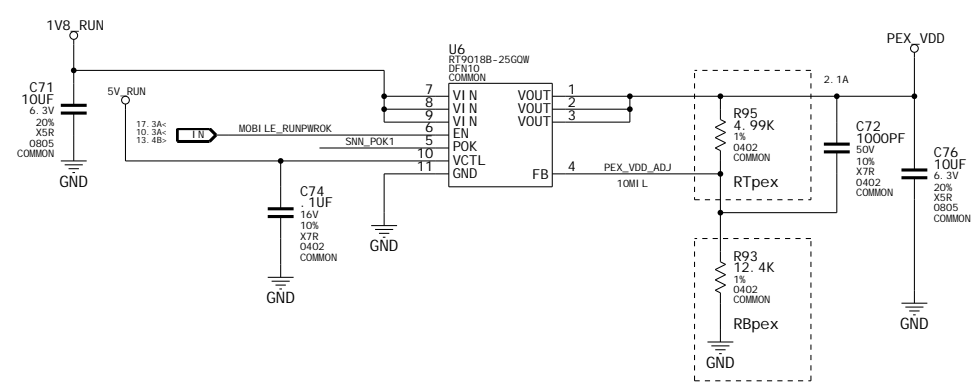 1V8_RUN
PEX_VDD
U6
RT9018B-25GQW
DFN10
COMMON
C71
10UF
6.3V
20%
X5R
0805
COMMON
GND
5V_RUN
17.3A<
10.3A<
13.4B>
IN
MOBILE_RUNPWROK
SNN_POK1
7 VIN VOUT 1
8 VIN VOUT 2
9 VIN VOUT 3
6 EN
5 POK
10 VCTL
11 GND FB 4
PEX_VDD_ADJ
10MIL
2.1A
R95
4.99K
1%
0402
COMMON
RTpex
C72
1000PF
50V
10%
X7R
0402
COMMON
C76
10UF
6.3V
20%
X5R
0805
COMMON
C74
.1UF
16V
10%
X7R
0402
COMMON
GND
GND
R93
12.4K
1%
0402
COMMON
RBpex
GND
GND